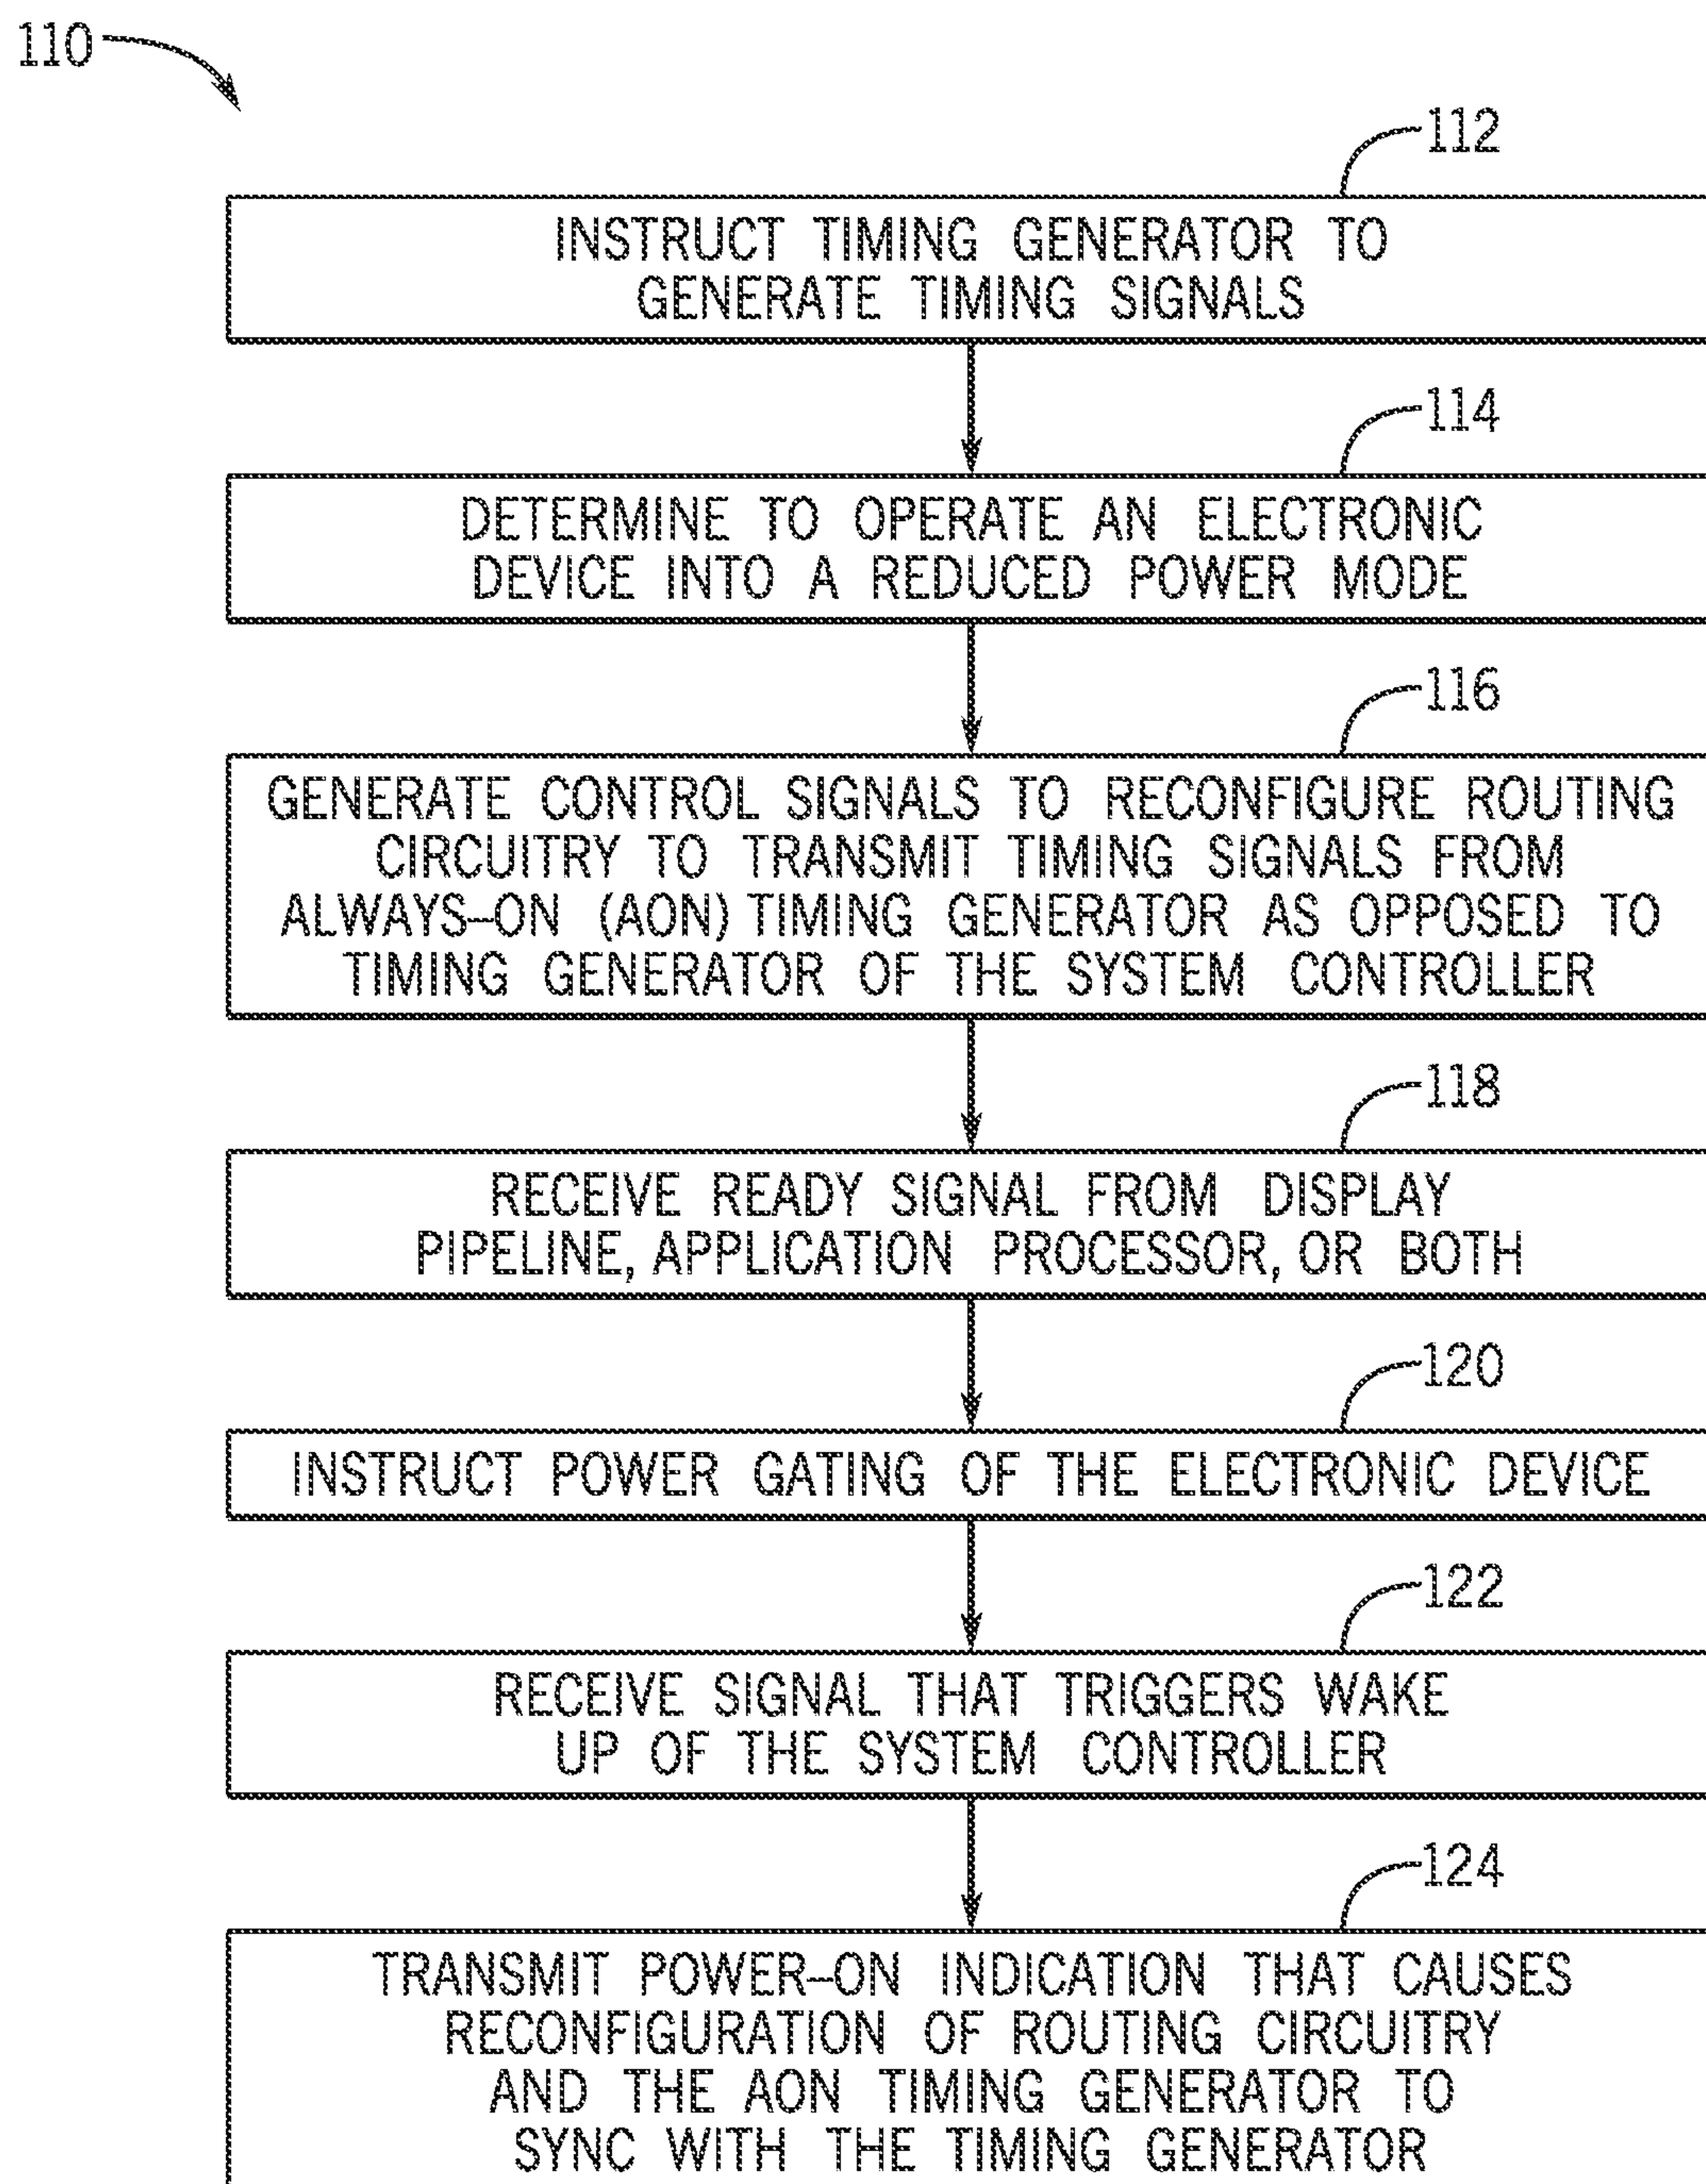 110
112
INSTRUCT TIMING GENERATOR TO
GENERATE TIMING SIGNALS
114
DETERMINE TO OPERATE AN ELECTRONIC
DEVICE INTO A REDUCED POWER MODE
116
GENERATE CONTROL SIGNALS TO RECONFIGURE ROUTING
CIRCUITRY TO TRANSMIT TIMING SIGNALS FROM
ALWAYS-ON (AON) TIMING GENERATOR AS OPPOSED TO
TIMING GENERATOR OF THE SYSTEM CONTROLLER
118
RECEIVE READY SIGNAL FROM DISPLAY
PIPELINE, APPLICATION PROCESSOR, OR BOTH
120
INSTRUCT POWER GATING OF THE ELECTRONIC DEVICE
122
RECEIVE SIGNAL THAT TRIGGERS WAKE
UP OF THE SYSTEM CONTROLLER
124
TRANSMIT POWER-ON INDICATION THAT CAUSES
RECONFIGURATION OF ROUTING CIRCUITRY
AND THE AON TIMING GENERATOR TO
SYNC WITH THE TIMING GENERATOR